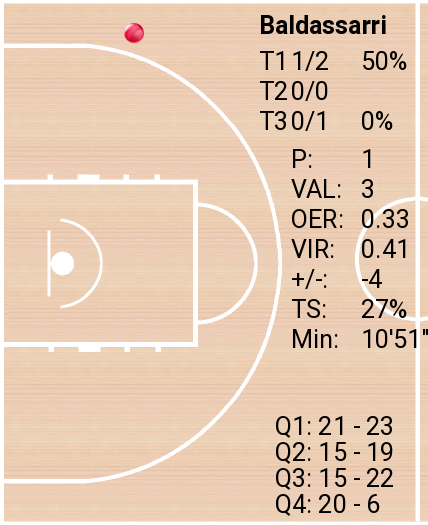 Baldassarri
T1 1/2 50%
T2 0/0
T3 0/1 0%
P: 1
VAL: 3
OER: 0.33
VIR: 0.41
+/-: -4
TS: 27%
Min: 10'51"
Q1: 21 - 23
Q2: 15 - 19
Q3: 15 - 22
Q4: 20 - 6